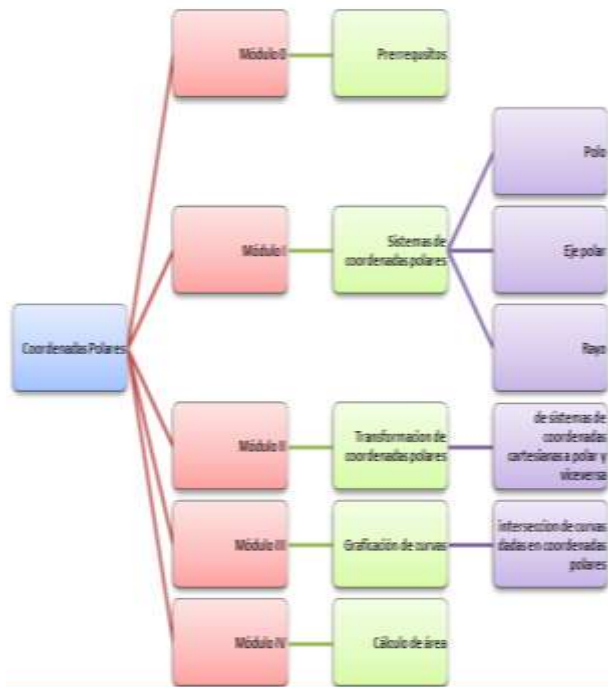 Módulo 0
Prerrequisitos
Polo
Módulo I
Sistemas de
coordenadas polares
Eje polar
Coordenadas Polares
Rayo
Módulo II
Transformacion de
coordenadas polares
de sistemas de
coordenadas
cartesianas a polar y
viceversa
Módulo III
Graficación de curvas
interseccion de curvas
dadas en coordenadas
polares
Módulo IV
Cálculo de área